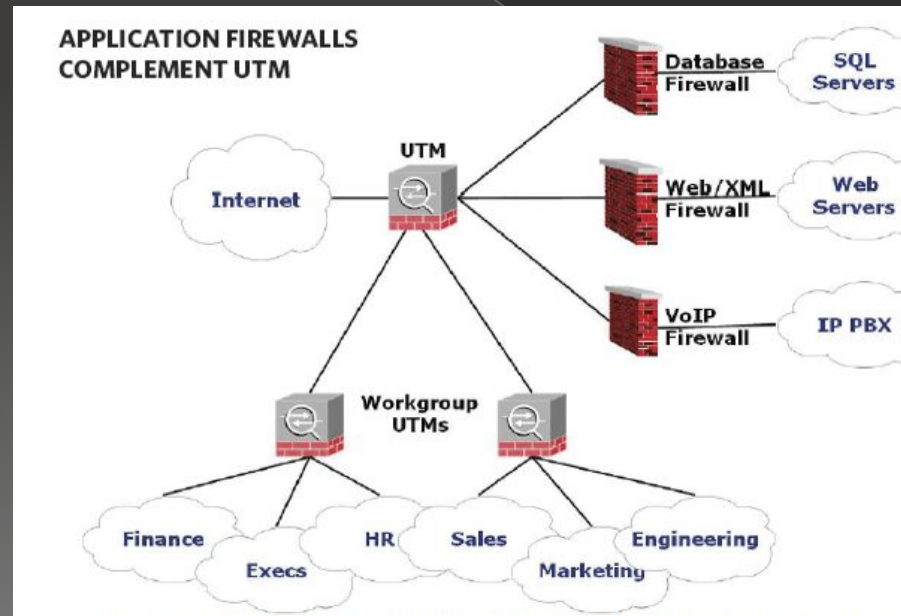 APPLICATION FIREWALLS
COMPLEMENT UTM
UTM
Internet
Database
Firewall
SQL
Servers
Web/XML
Firewall
Web
Servers
VoIP
Firewall
IP PBX
Workgroup
UTMs
Finance
Execs
HR
Sales
Marketing
Engineering